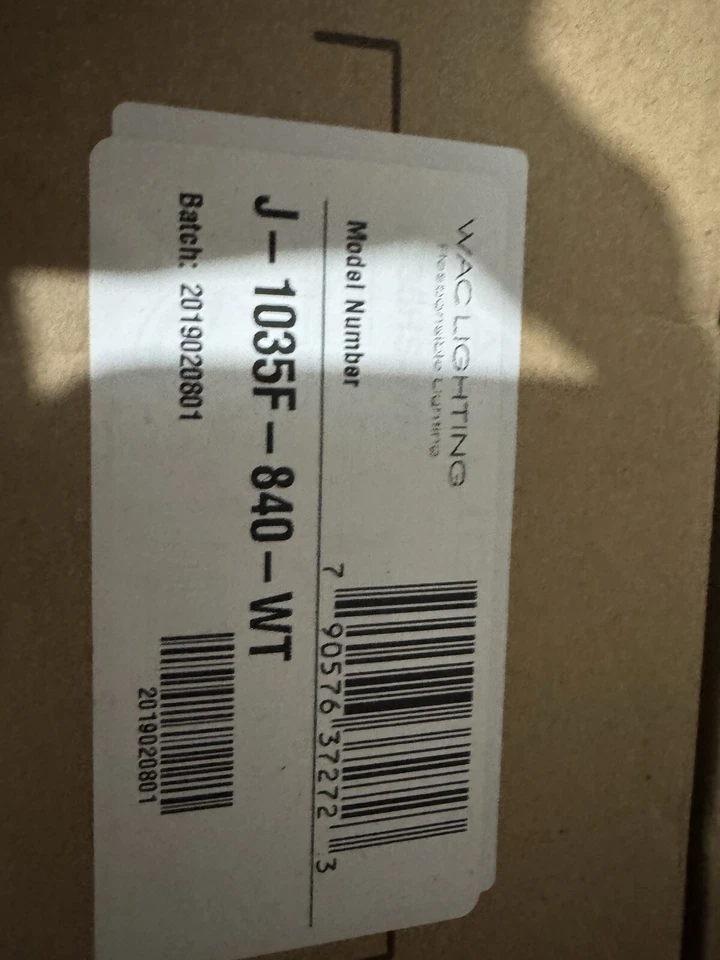 WAC LIGHTING
Responsible Lighting
Model Number
7 90576 37272 3
J-1035F-840-WT
Batch: 2019020801
2019020801